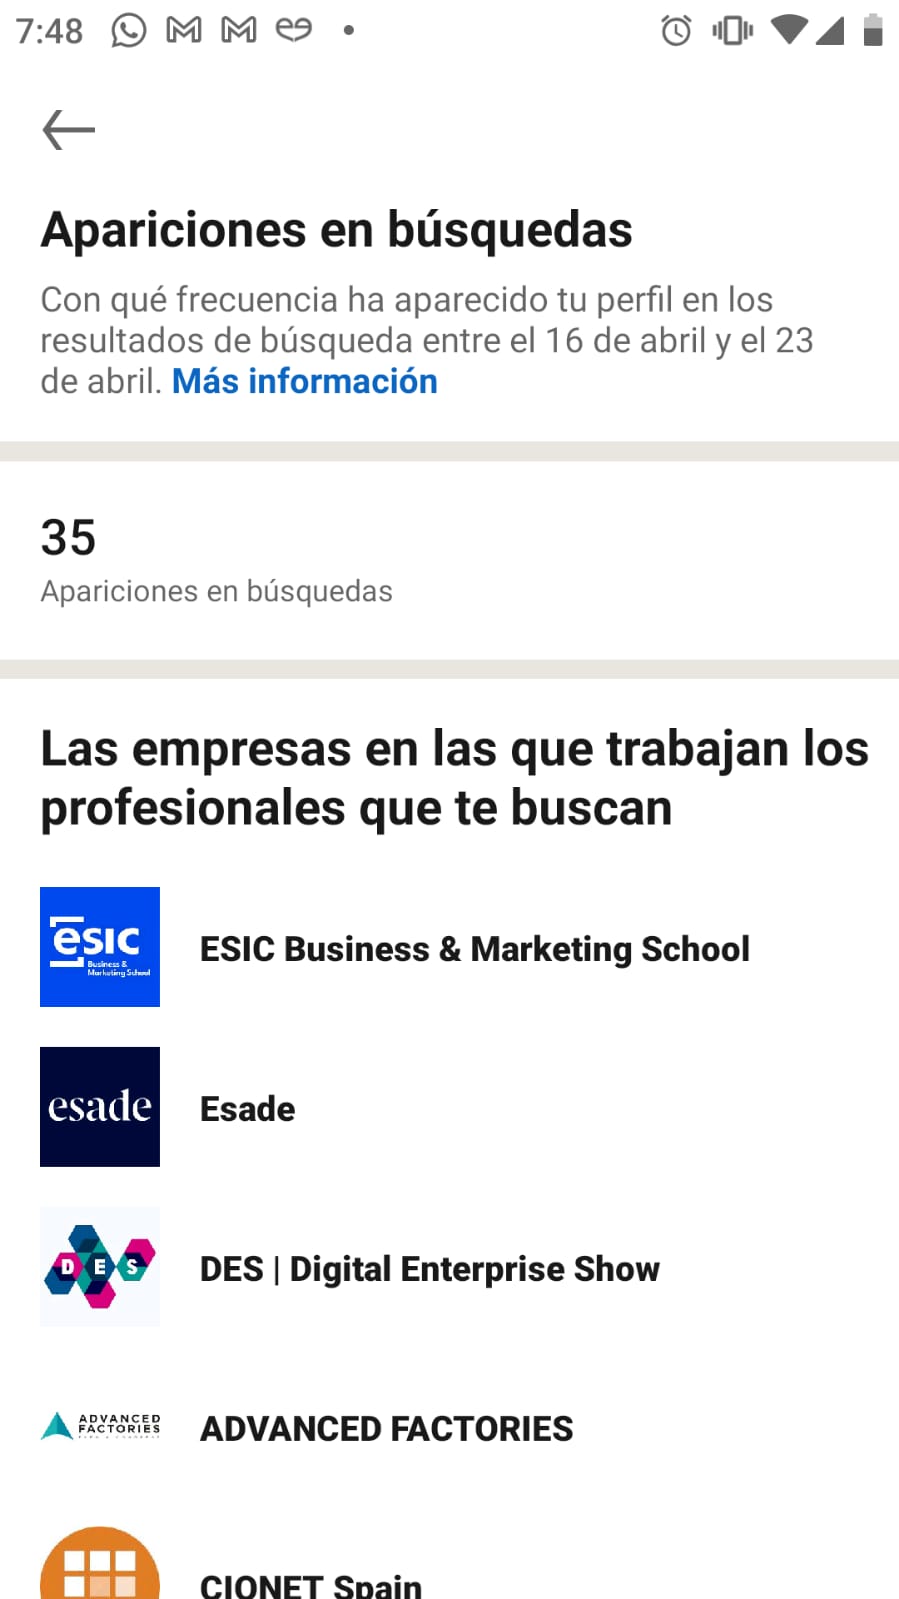 7:48
Apariciones en búsquedas
Con qué frecuencia ha aparecido tu perfil en los
resultados de búsqueda entre el 16 de abril y el 23
de abril. Más información
35
Apariciones en búsquedas
Las empresas en las que trabajan los
profesionales que te buscan
esic
Business &
Marketing School
ESIC Business & Marketing School
esade
Esade
DES
DES | Digital Enterprise Show
ADVANCED
FACTORIES
ADVANCED FACTORIES
CIONET Spain